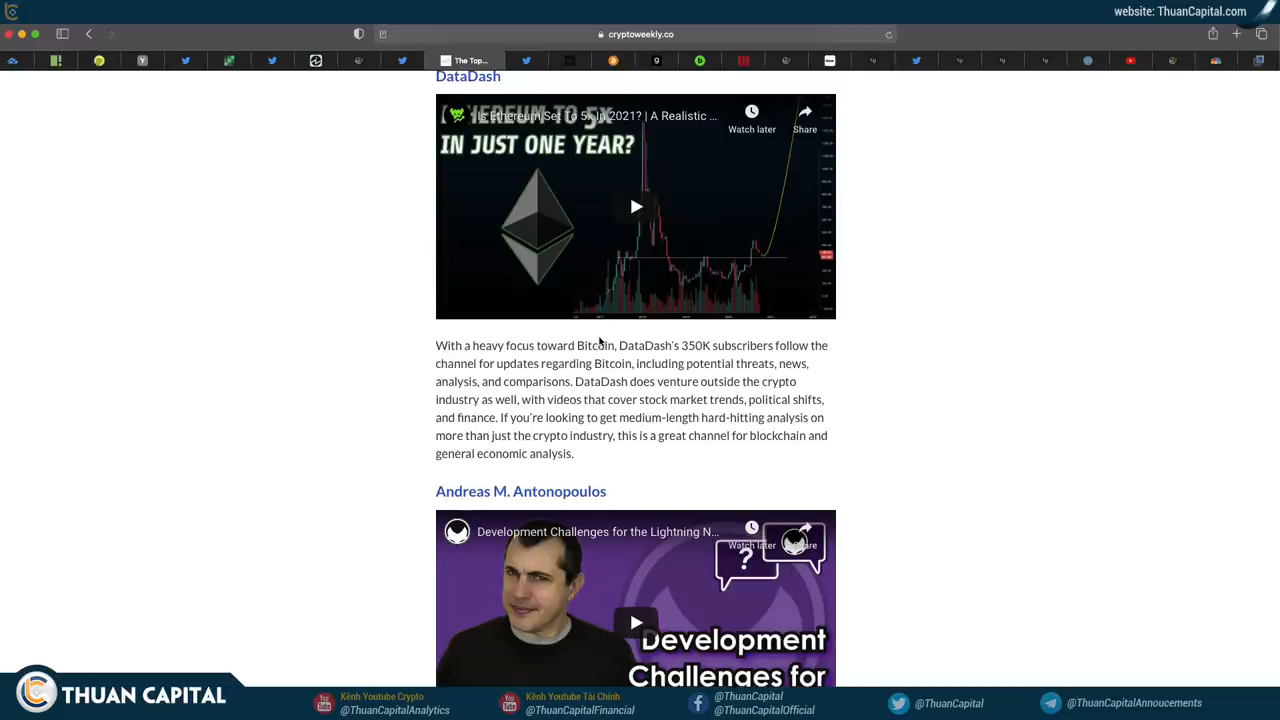 website: ThuanCapital.com
cryptoweekly.co
The Top...
DataDash
Is Ethereum Set To 5x In 2021? | A Realistic ...
Watch later
Share
IN JUST ONE YEAR?
With a heavy focus toward Bitcoin, DataDash's 350K subscribers follow the
channel for updates regarding Bitcoin, including potential threats, news,
analysis, and comparisons. DataDash does venture outside the crypto
industry as well, with videos that cover stock market trends, political shifts,
and finance. If you're looking to get medium-length hard-hitting analysis on
more than just the crypto industry, this is a great channel for blockchain and
general economic analysis.
Andreas M. Antonopoulos
Development Challenges for the Lightning N...
Watch later
Share
?
Development
Challenges for
THUAN CAPITAL
Kênh Youtube Crypto
@ThuanCapitalAnalytics
Kênh Youtube Tài Chính
@ThuanCapitalFinancial
@ThuanCapital
@ThuanCapitalOfficial
@ThuanCapital
@ThuanCapitalAnnoucements